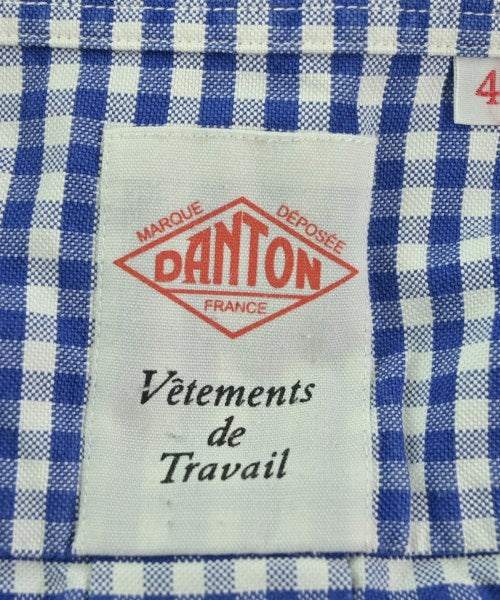 4
MARQUE DÉPOSÉE
DANTON
FRANCE
Vêtements
de
Travail